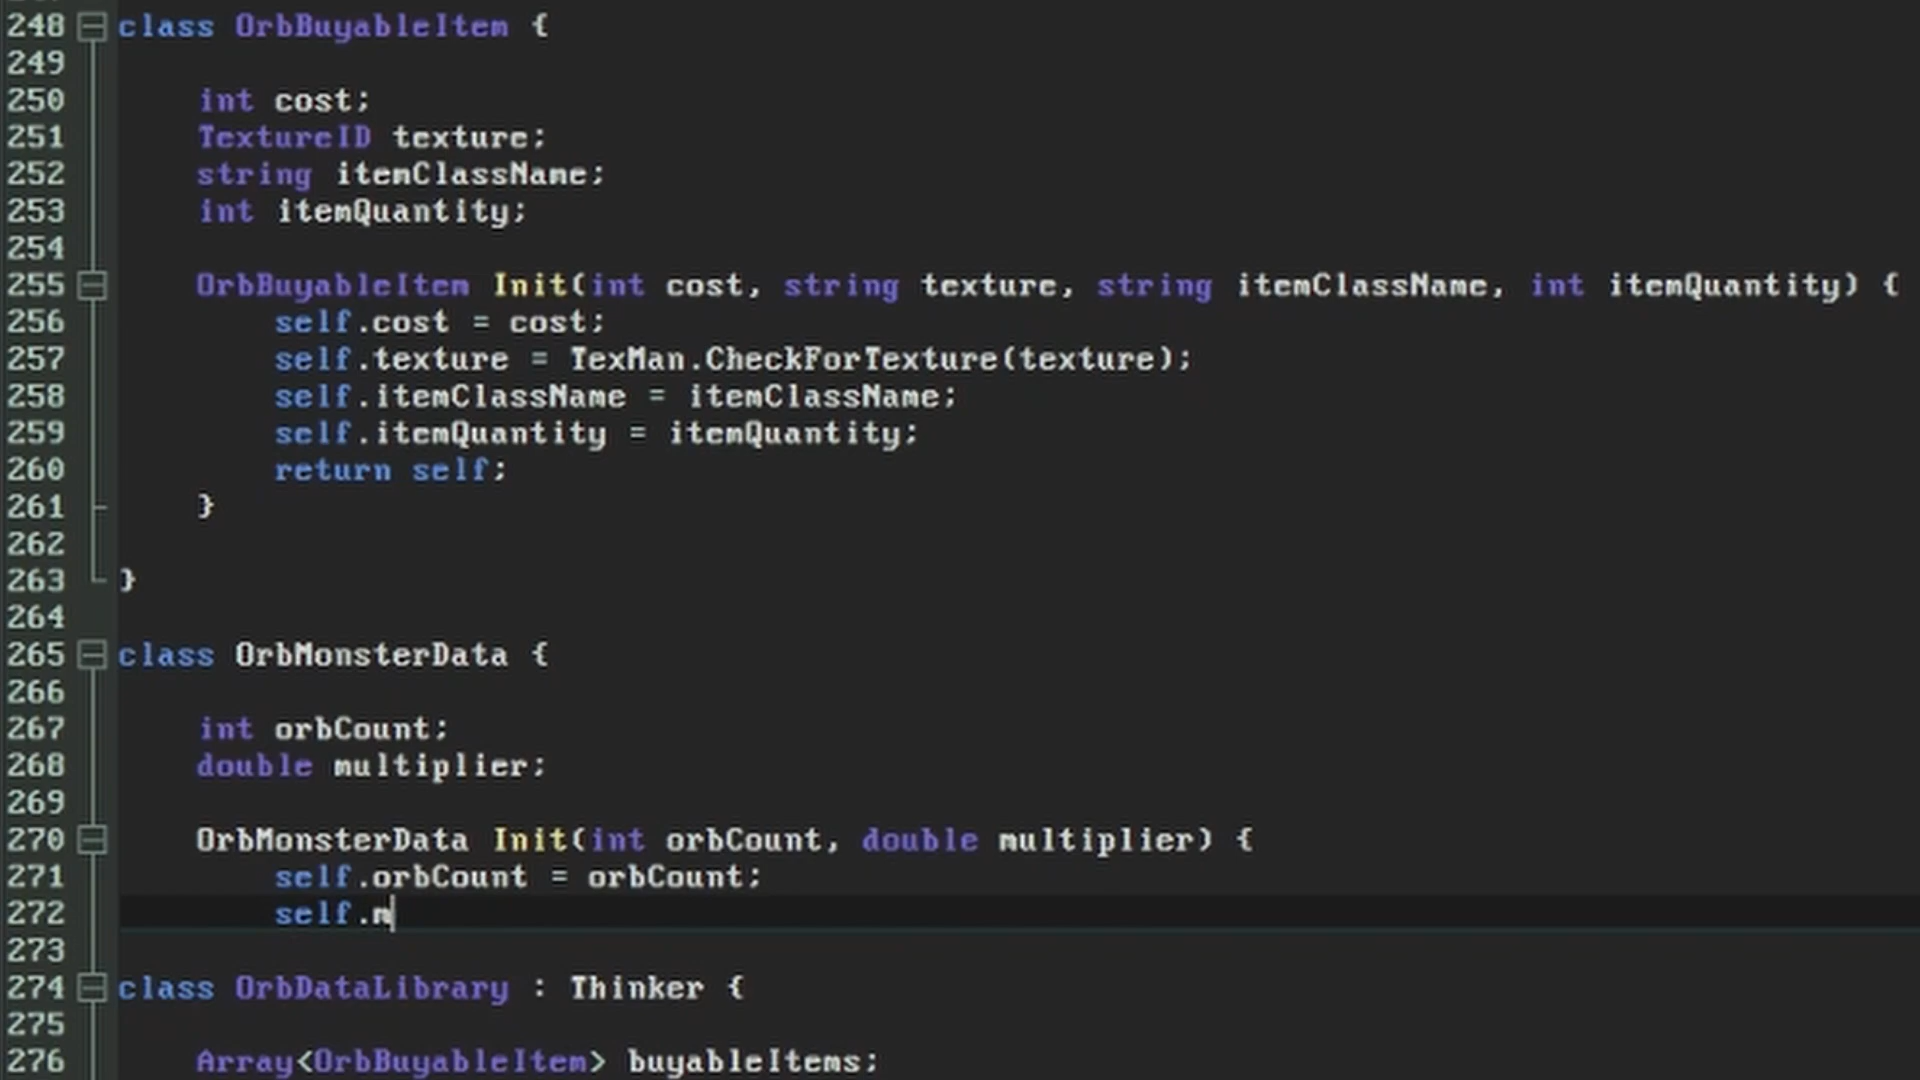 248 class OrbBuyableItem {
249
250 int cost;
251 TextureID texture;
252 string itemClassName;
253 int itemQuantity;
254
255 OrbBuyableItem Init(int cost, string texture, string itemClassName, int itemQuantity) {
256 self.cost = cost;
257 self.texture = TexMan.CheckForTexture(texture);
258 self.itemClassName = itemClassName;
259 self.itemQuantity = itemQuantity;
260 return self;
261 }
262
263 }
264
265 class OrbMonsterData {
266
267 int orbCount;
268 double multiplier;
269
270 OrbMonsterData Init(int orbCount, double multiplier) {
271 self.orbCount = orbCount;
272 self.m
273
274 class OrbDataLibrary : Thinker {
275
276 Array<OrbBuyableItem> buyableItems;